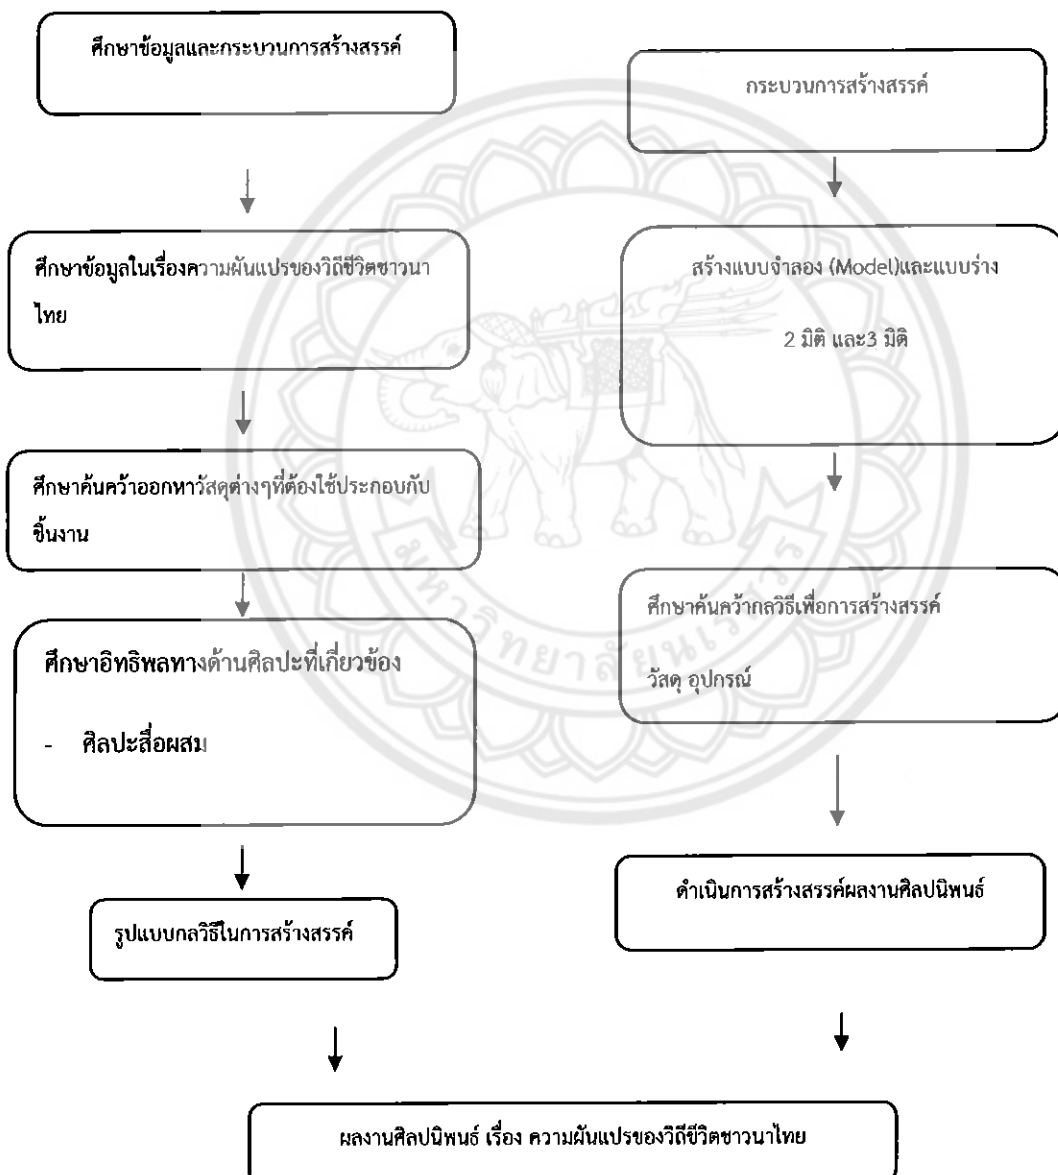 ศึกษาข้อมูลและกระบวนการสร้างสรรค์
ศึกษาข้อมูลในเรื่องความผันแปรของวิถีชีวิตชาวนา
ไทย
ศึกษาค้นคว้าออกหาวัสดุต่างๆที่ต้องใช้ประกอบกับ
ชิ้นงาน
ศึกษาอิทธิพลทางด้านศิลปะที่เกี่ยวข้อง
- ศิลปะสื่อผสม
รูปแบบกลวิธีในการสร้างสรรค์
กระบวนการสร้างสรรค์
สร้างแบบจำลอง (Model)และแบบร่าง
2 มิติ และ3 มิติ
ศึกษาค้นคว้ากลวิธีเพื่อการสร้างสรรค์
วัสดุ อุปกรณ์
ดำเนินการสร้างสรรค์ผลงานศิลปนิพนธ์
ผลงานศิลปนิพนธ์ เรื่อง ความผันแปรของวิถีชีวิตชาวนาไทย
มหาวิทยาลัยนเรศวร